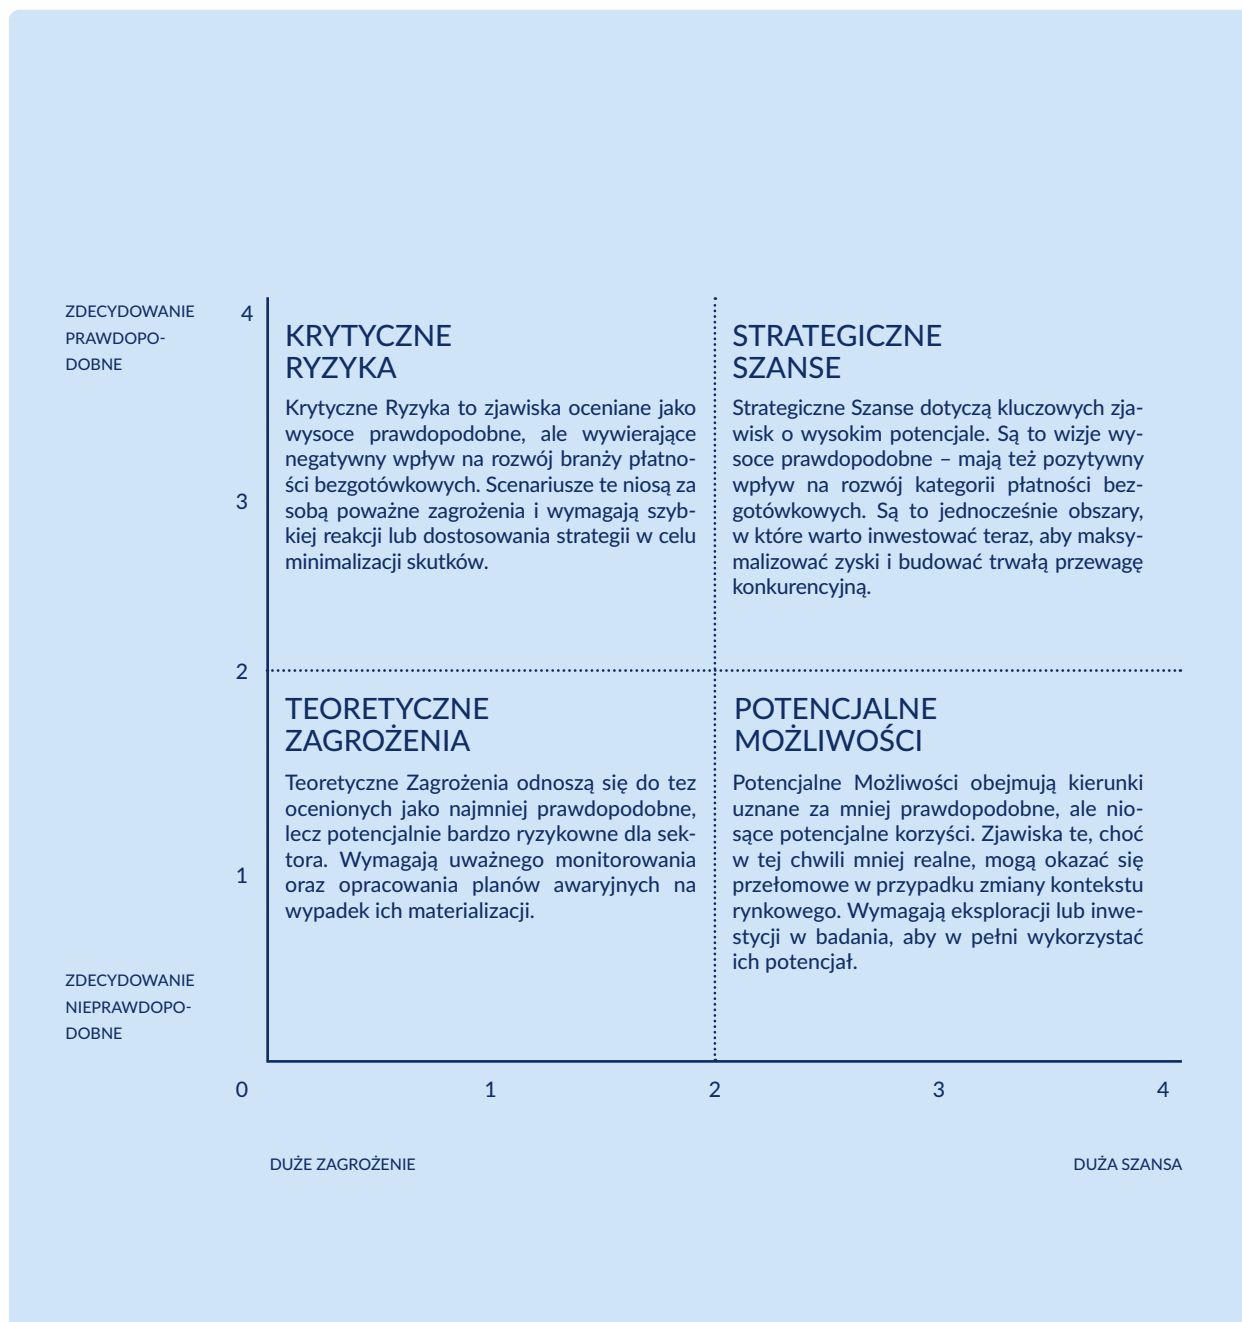 ZDECYDOWANIE
PRAWDOPO-
DOBNE
4
KRYTYCZNE
RYZYKA
Krytyczne Ryzyka to zjawiska oceniane jako
wysoce prawdopodobne, ale wywierające
negatywny wpływ na rozwój branży płatno-
ści bezgotówkowych. Scenariusze te niosą za
sobą poważne zagrożenia i wymagają szyb-
kiej reakcji lub dostosowania strategii w celu
minimalizacji skutków.
STRATEGICZNE
SZANSE
Strategiczne Szanse dotyczą kluczowych zja-
wisk o wysokim potencjale. Są to wizje wy-
soce prawdopodobne – mają też pozytywny
wpływ na rozwój kategorii płatności bez-
gotówkowych. Są to jednocześnie obszary,
w które warto inwestować teraz, aby maksy-
malizować zyski i budować trwałą przewagę
konkurencyjną.
3
2
TEORETYCZNE
ZAGROŻENIA
Teoretyczne Zagrożenia odnoszą się do tez
ocenionych jako najmniej prawdopodobne,
lecz potencjalnie bardzo ryzykowne dla sek-
tora. Wymagają uważnego monitorowania
oraz opracowania planów awaryjnych na
wypadek ich materializacji.
POTENCJALNE
MOŻLIWOŚCI
Potencjalne Możliwości obejmują kierunki
uznane za mniej prawdopodobne, ale nio-
sące potencjalne korzyści. Zjawiska te, choć
w tej chwili mniej realne, mogą okazać się
przełomowe w przypadku zmiany kontekstu
rynkowego. Wymagają eksploracji lub inwe-
stycji w badania, aby w pełni wykorzystać
ich potencjał.
1
ZDECYDOWANIE
NIEPRAWDOPO-
DOBNE
0 1 2 3 4
DUŻE ZAGROŻENIE DUŻA SZANSA